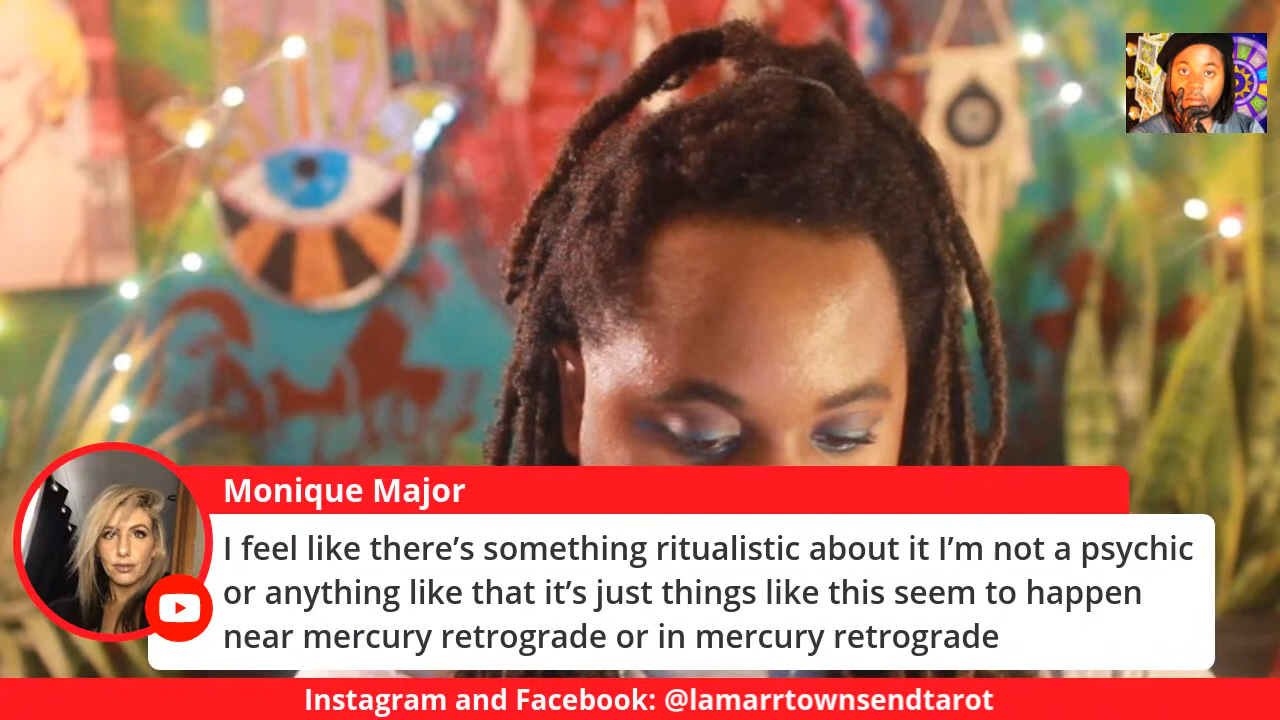 Monique Major
I feel like there’s something ritualistic about it I’m not a psychic
or anything like that it’s just things like this seem to happen
near mercury retrograde or in mercury retrograde
Instagram and Facebook: @lamarrtownsendtarot